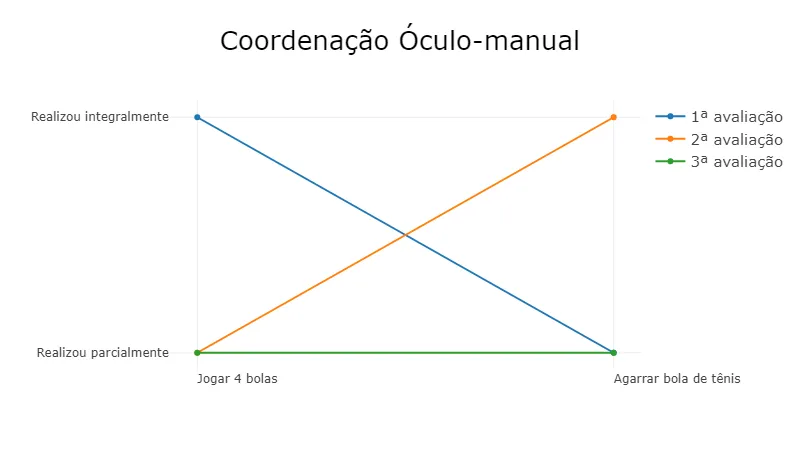 Coordenação Óculo-manual
Realizou integralmente
Realizou parcialmente
Jogar 4 bolas
Agarrar bola de tênis
1ª avaliação
2ª avaliação
3ª avaliação